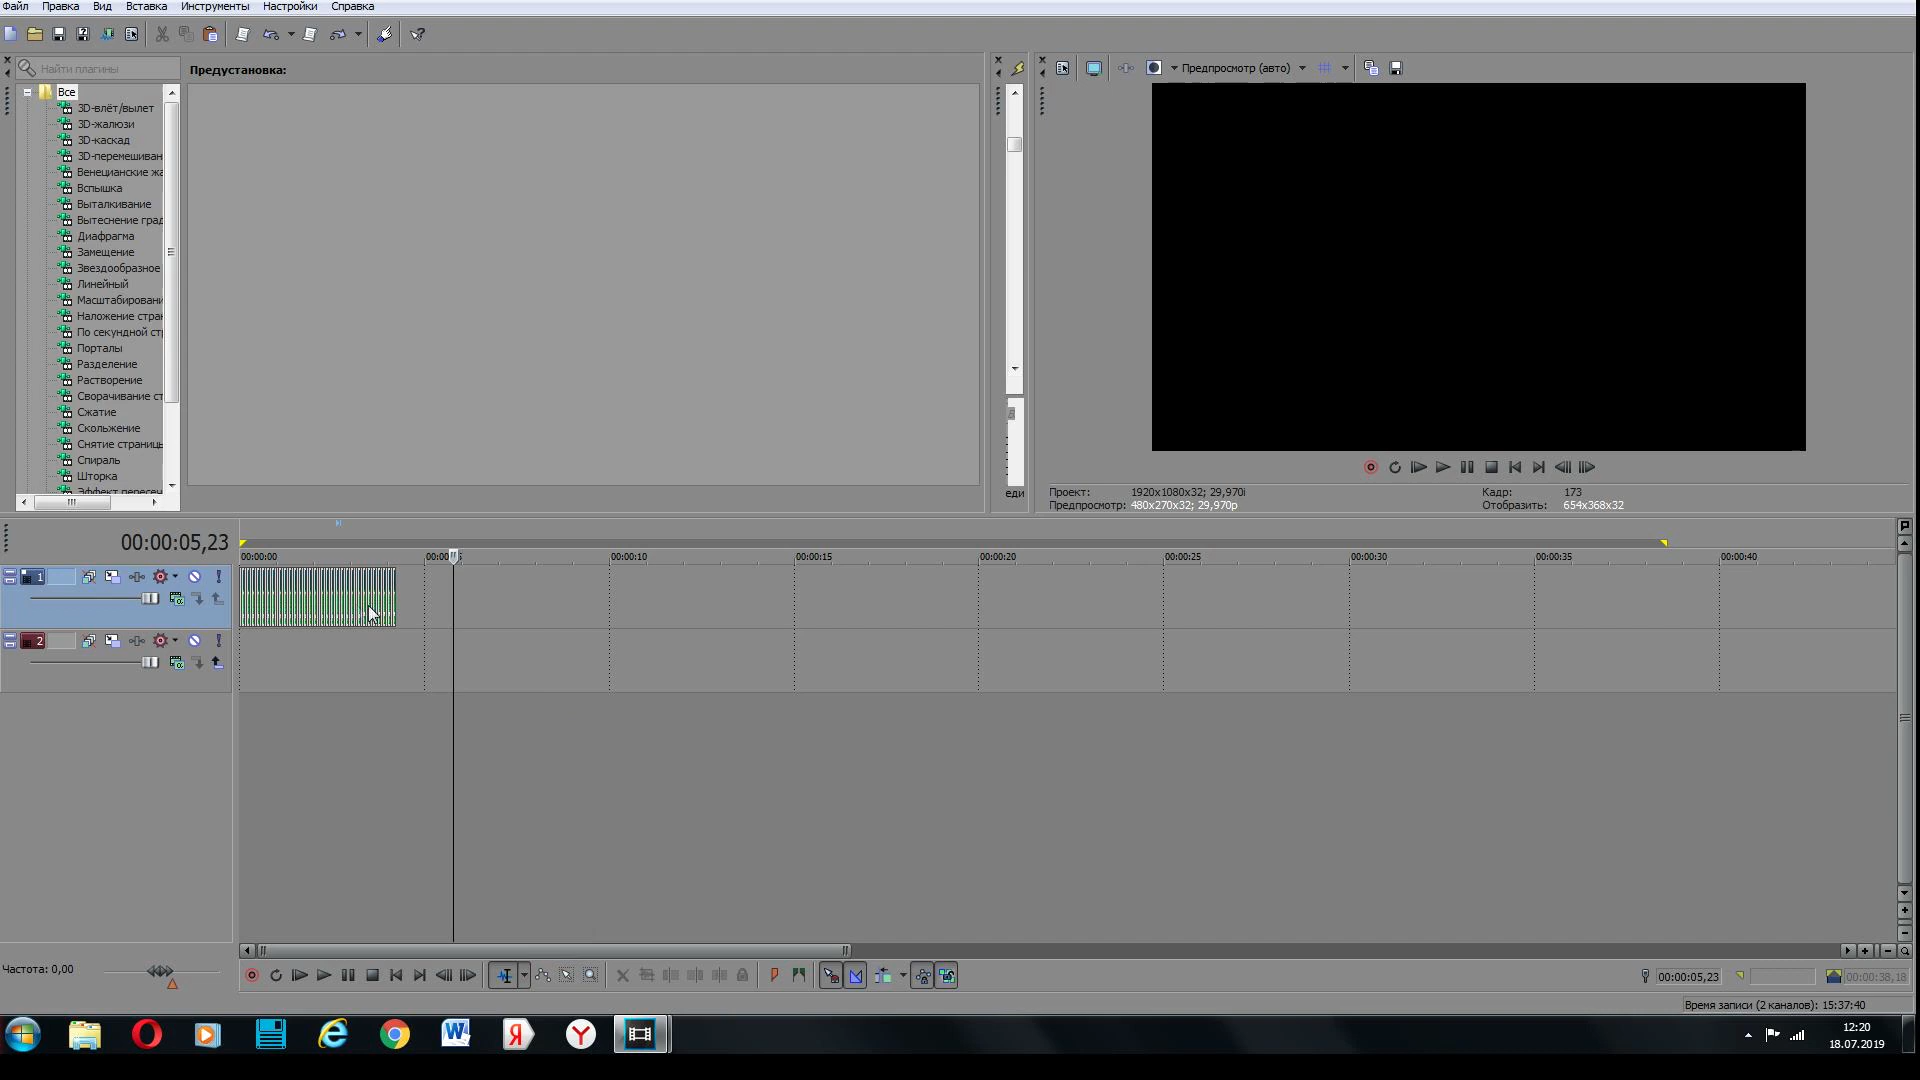 Файл Правка Вид Вставка Инструменты Настройки Справка
Найти плагины
Предустановка:
Предпросмотр (авто)
Все
3D-влёт/вылет
3D-жалюзи
3D-каскад
3D-перемешиван
Венецианские жа
Вспышка
Выталкивание
Вытеснение град
Диафрагма
Замещение
Звездообразное
Линейный
Масштабировани
Наложение стран
По секундной стр
Порталы
Разделение
Растворение
Сворачивание ст
Сжатие
Скольжение
Снятие страницы
Спираль
Шторка
Эффект пересеч
еди
Проект: 1920x1080x32; 29,970i Кадр: 173
Предпросмотр: 480x270x32; 29,970p Отобразить: 654x368x32
00:00:05,23
00:00:00 00:00:10 00:00:15 00:00:20 00:00:25 00:00:30 00:00:35 00:00:40
1
2
Частота: 0,00
00:00:05,23 00:00:38,18
Время записи (2 каналов): 15:37:40
12:20
18.07.2019